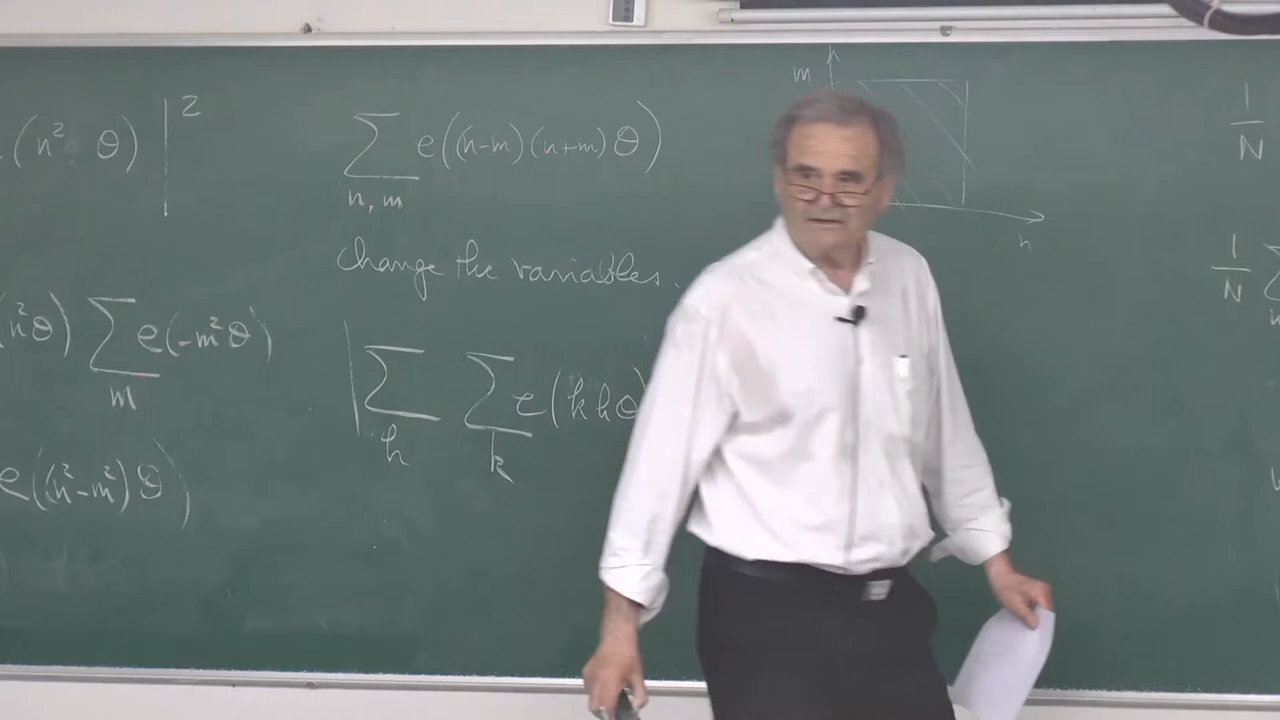 (n² θ)|²
n²θ) ∑ e(-m²θ)
m
e((n²-m²)θ)
∑ e((n-m)(n+m)θ)
n, m
change the variables.
|∑ ∑ e(khθ)
h k
m
n
1/N
1/N ∑